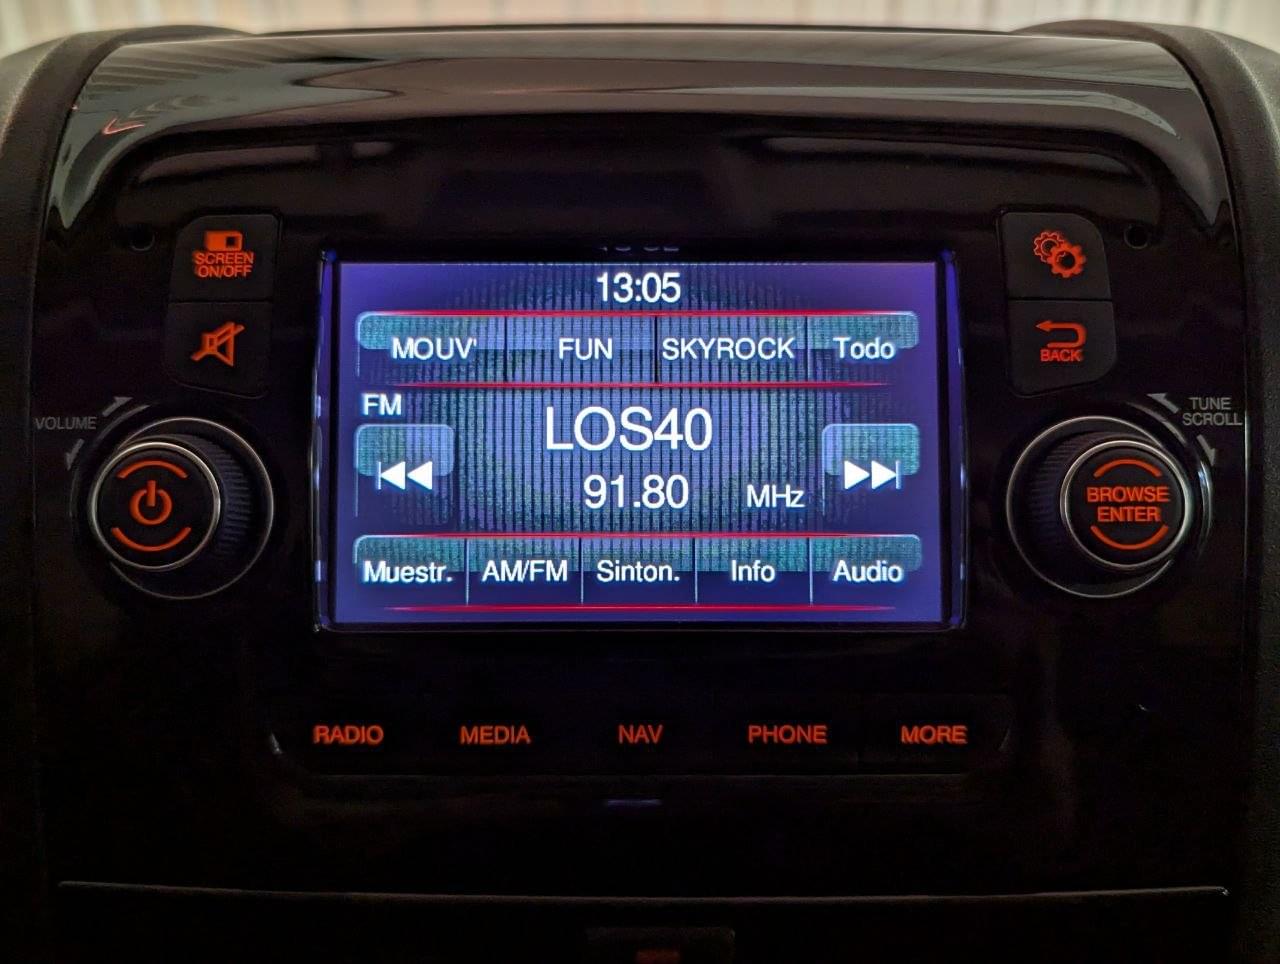 13:05
SCREEN
ON/OFF
MOUV' FUN SKYROCK Todo
BACK
FM
LOS40
91.80 MHz
VOLUME
TUNE
SCROLL
BROWSE
ENTER
Muestr. AM/FM Sinton. Info Audio
RADIO MEDIA NAV PHONE MORE